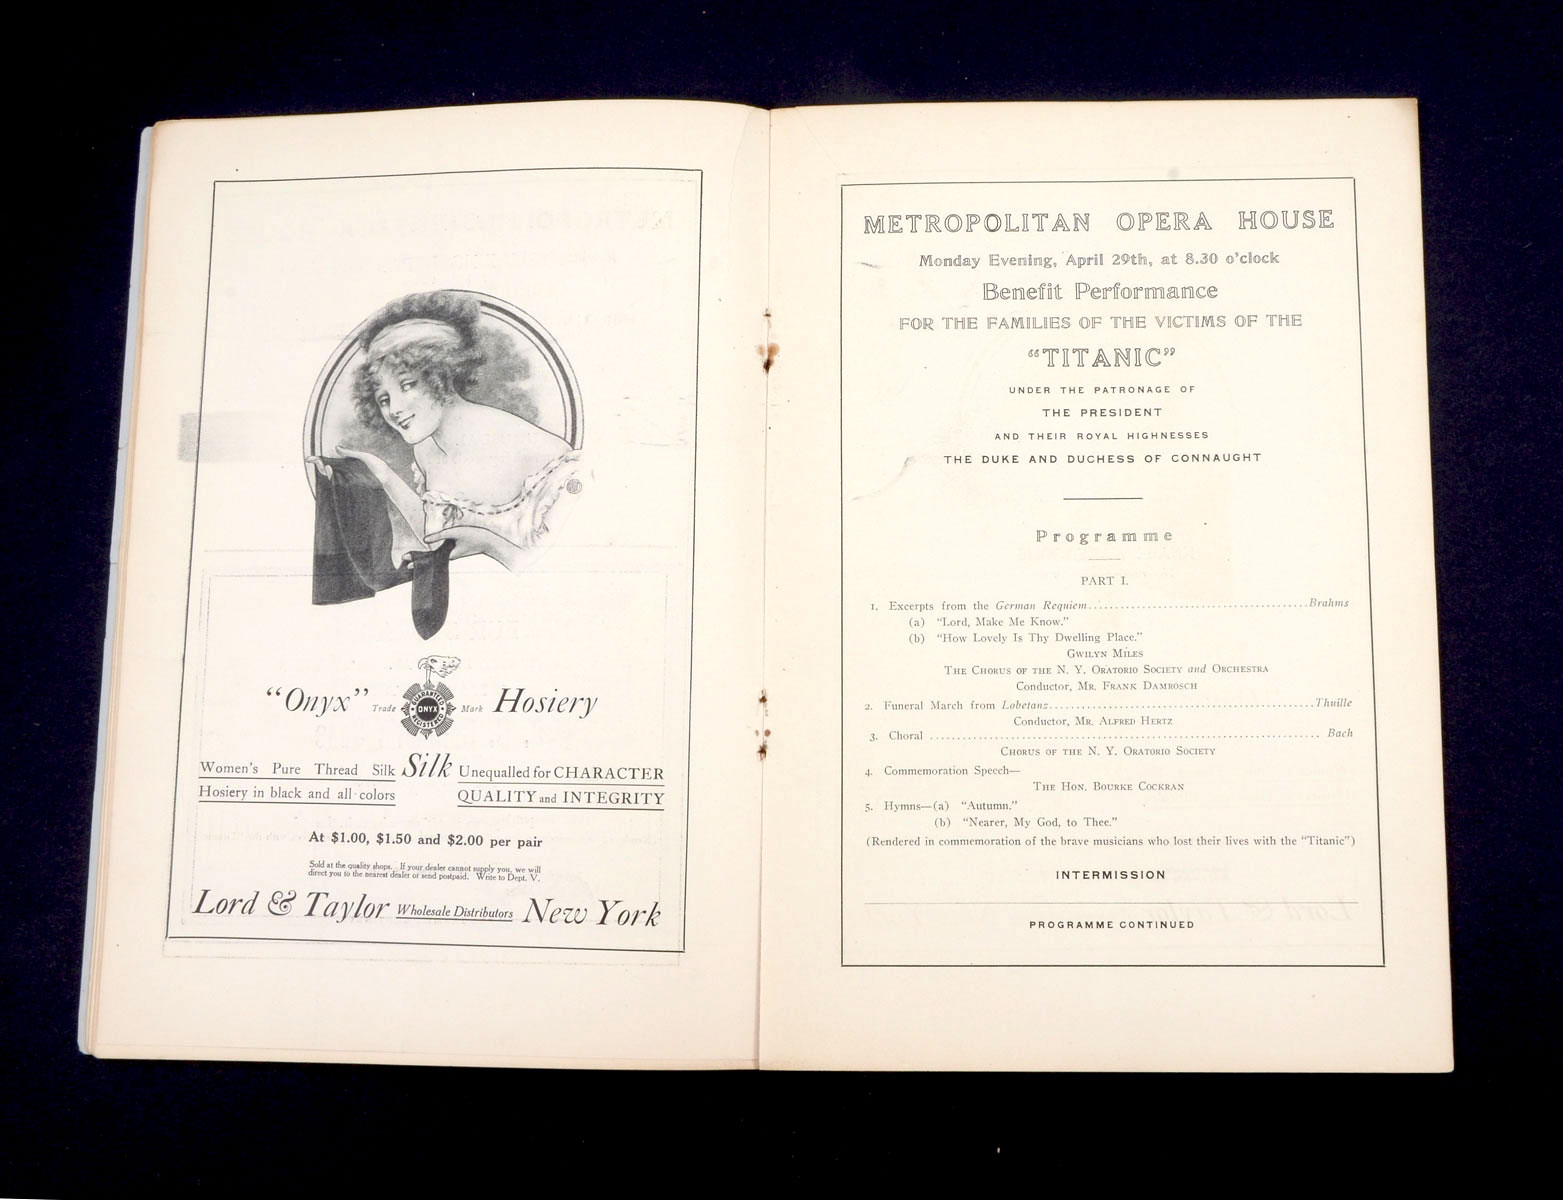 "Onyx" Trade Mark Hosiery
GUARANTEED
ONYX
REGISTERED
Women's Pure Thread Silk Silk Unequalled for CHARACTER
Hosiery in black and all colors QUALITY and INTEGRITY
At $1.00, $1.50 and $2.00 per pair
Sold at the quality shops. If your dealer cannot supply you, we will
direct you to the nearest dealer or send postpaid. Write to Dept. V.
Lord & Taylor Wholesale Distributors New York
METROPOLITAN OPERA HOUSE
Monday Evening, April 29th, at 8.30 o'clock
Benefit Performance
FOR THE FAMILIES OF THE VICTIMS OF THE
"TITANIC"
UNDER THE PATRONAGE OF
THE PRESIDENT
AND THEIR ROYAL HIGHNESSES
THE DUKE AND DUCHESS OF CONNAUGHT
Programme
PART I.
1. Excerpts from the German Requiem........................................Brahms
(a) "Lord, Make Me Know."
(b) "How Lovely Is Thy Dwelling Place."
GWILYN MILES
THE CHORUS OF THE N. Y. ORATORIO SOCIETY and ORCHESTRA
Conductor, MR. FRANK DAMROSCH
2. Funeral March from Lobetanz................................................Thuille
Conductor, MR. ALFRED HERTZ
3. Choral ...................................................................... Bach
CHORUS OF THE N. Y. ORATORIO SOCIETY
4. Commemoration Speech—
THE HON. BOURKE COCKRAN
5. Hymns—(a) "Autumn."
(b) "Nearer, My God, to Thee."
(Rendered in commemoration of the brave musicians who lost their lives with the "Titanic")
INTERMISSION
PROGRAMME CONTINUED